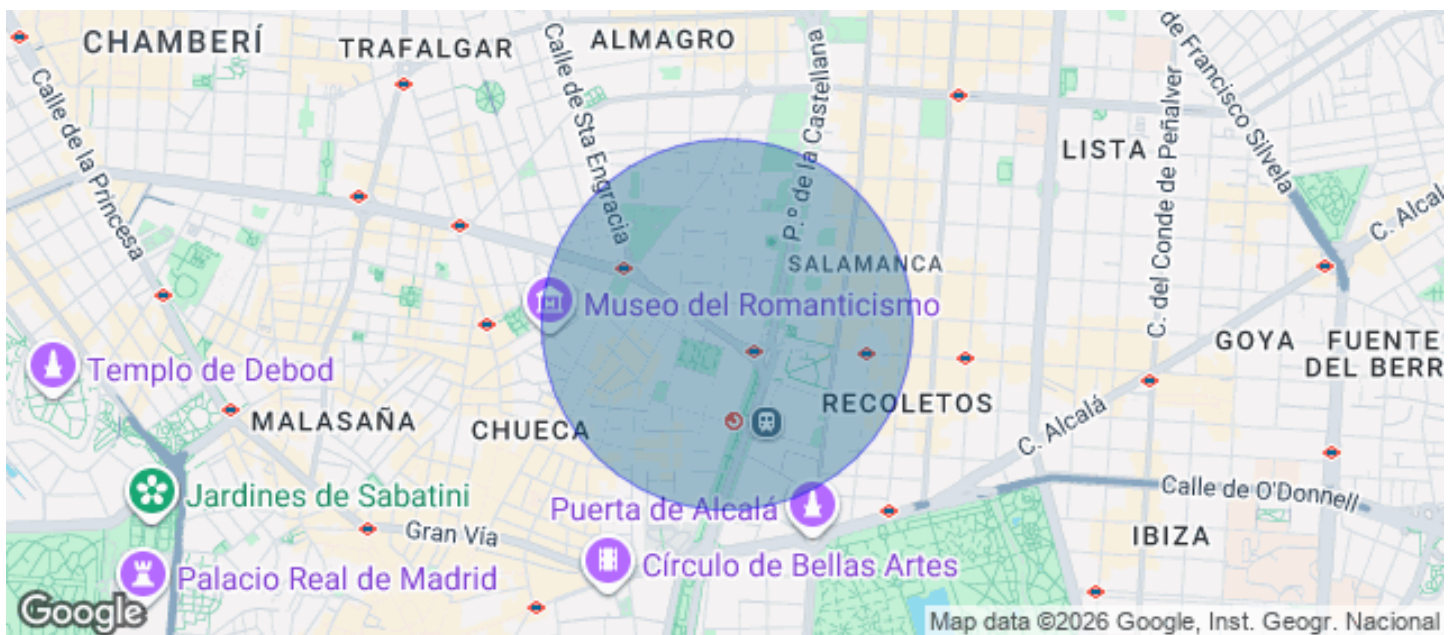 CHAMBERÍ
TRAFALGAR
ALMAGRO
Calle de la Princesa
Calle de Sta Engracia
P.º de la Castellana
de Francisco Silvela
C. del Conde de Peñalver
LISTA
C. Alcal
SALAMANCA
Museo del Romanticismo
GOYA
FUENTE
DEL BERR
Templo de Debod
MALASAÑA
CHUECA
RECOLETOS
C. Alcalá
Jardines de Sabatini
Puerta de Alcalá
Calle de O'Donnell
Gran Vía
IBIZA
Círculo de Bellas Artes
Palacio Real de Madrid
Google
Map data ©2026 Google, Inst. Geogr. Nacional